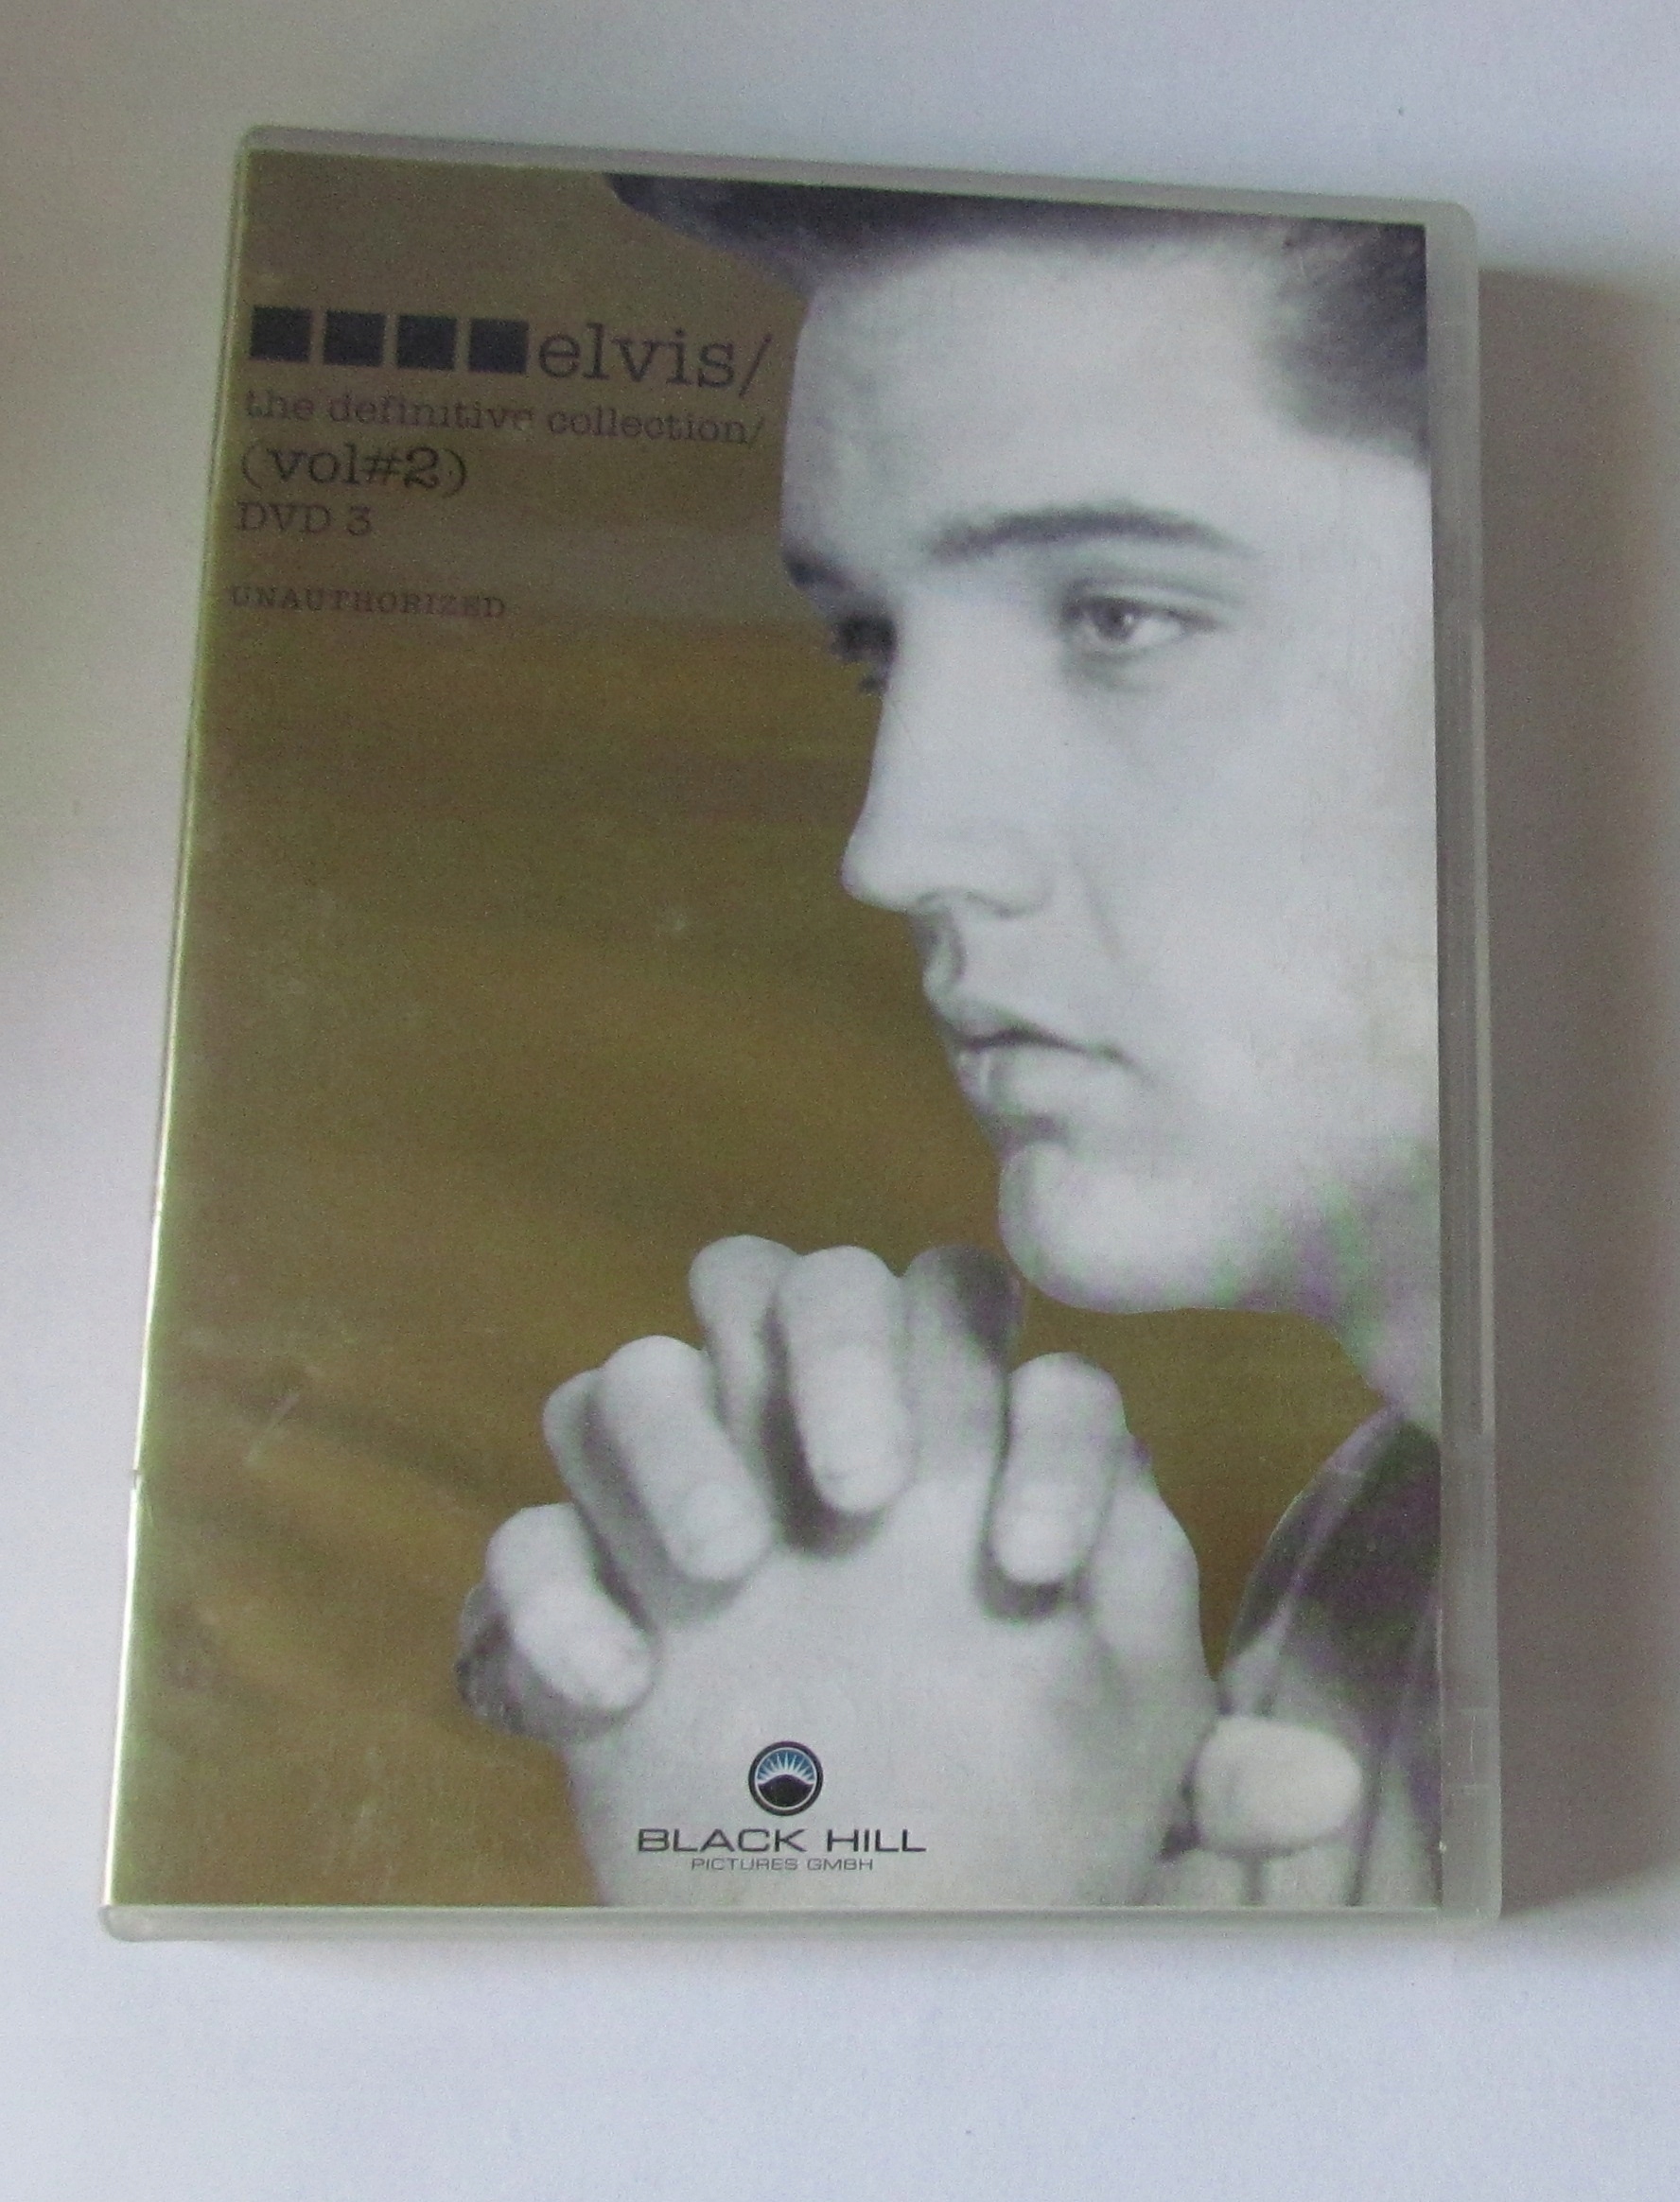 elvis/
the definitive collection/
(vol#2)
DVD 3
UNAUTHORIZED
BLACK HILL
PICTURES GMBH